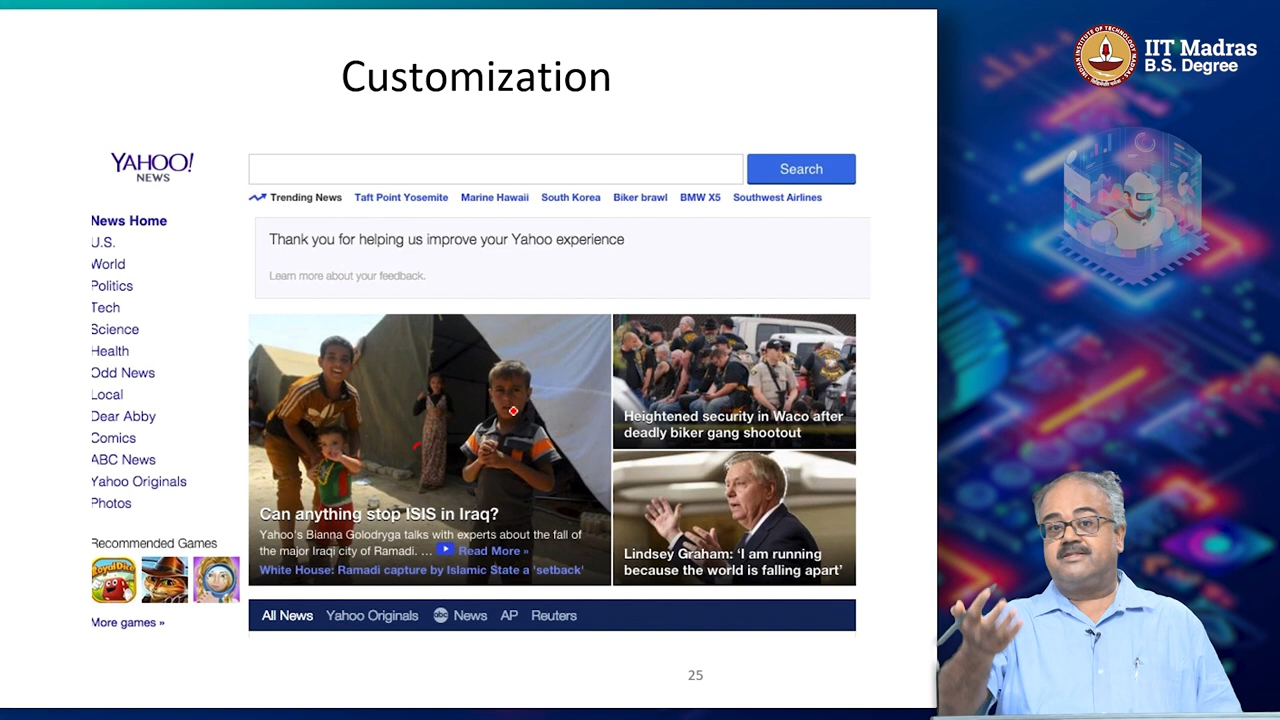 Customization
IIT Madras
B.S. Degree
YAHOO!
NEWS
Search
Trending News Taft Point Yosemite Marine Hawaii South Korea Biker brawl BMW X5 Southwest Airlines
Thank you for helping us improve your Yahoo experience
Learn more about your feedback.
News Home
U.S.
World
Politics
Tech
Science
Health
Odd News
Local
Dear Abby
Comics
ABC News
Yahoo Originals
Photos
Recommended Games
More games »
Can anything stop ISIS in Iraq?
Yahoo's Bianna Golodryga talks with experts about the fall of
the major Iraqi city of Ramadi. ... Read More »
White House: Ramadi capture by Islamic State a 'setback'
Heightened security in Waco after
deadly biker gang shootout
Lindsey Graham: 'I am running
because the world is falling apart'
All News Yahoo Originals abc News AP Reuters
25